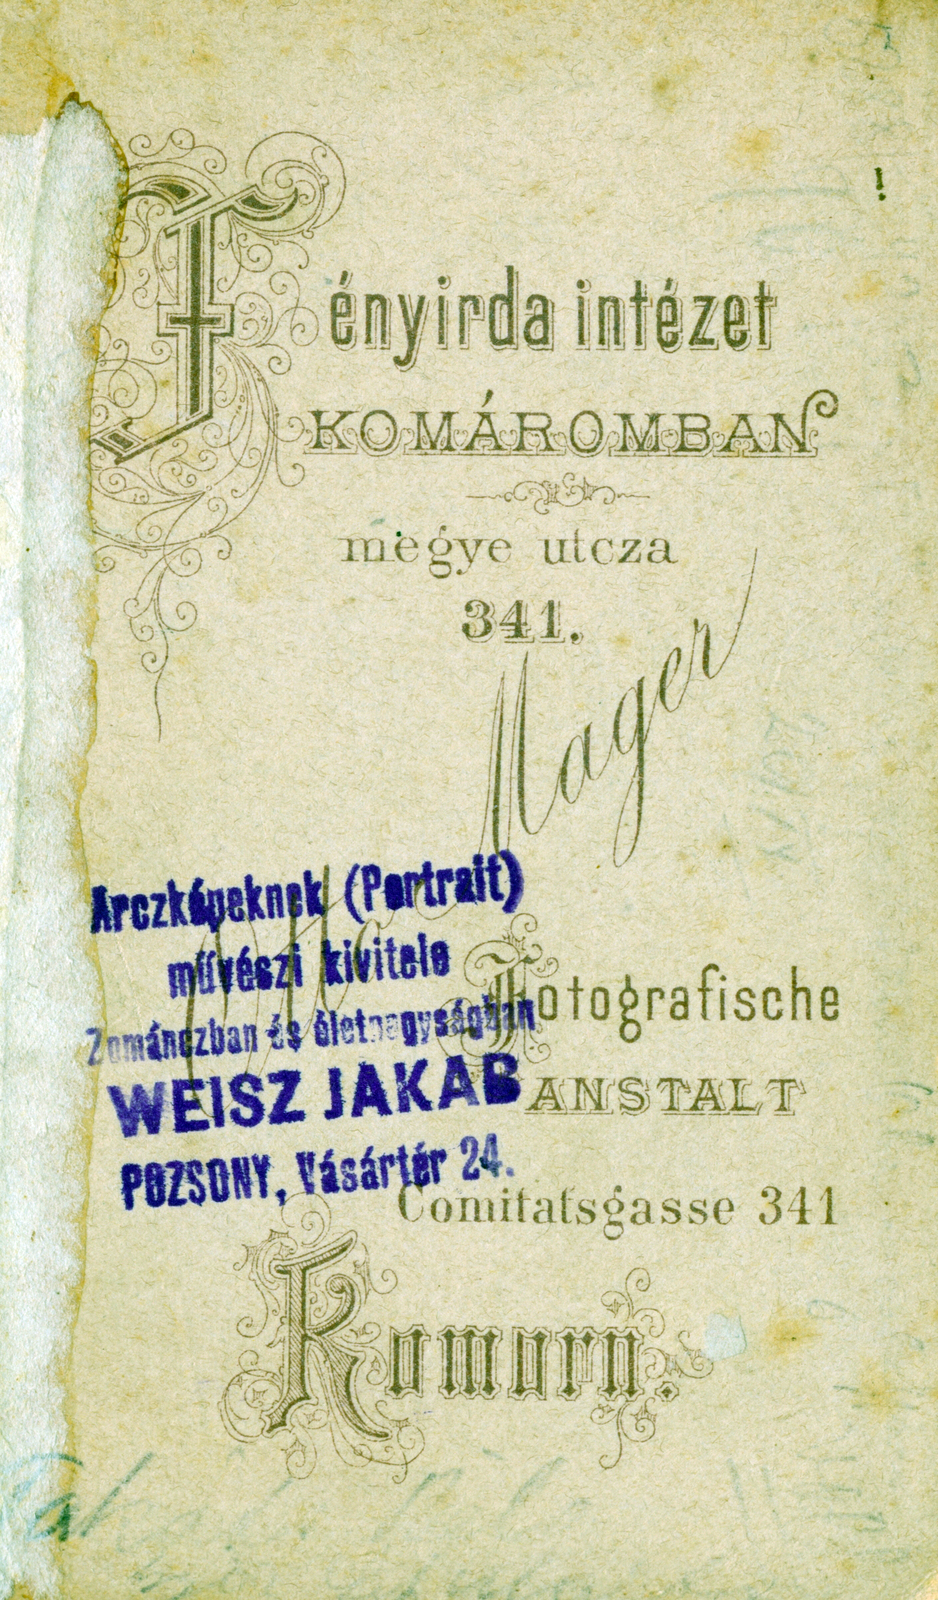 Fényirda intézet
KOMÁROMBAN
megye utcza
341.
Mager
Arczképeknek (Portrait)
művészi kivitele
Zománczban és életnagyságban
WEISZ JAKAB
POZSONY, Vásártér 24.
Fotografische
ANSTALT
Comitatsgasse 341
Komorn.